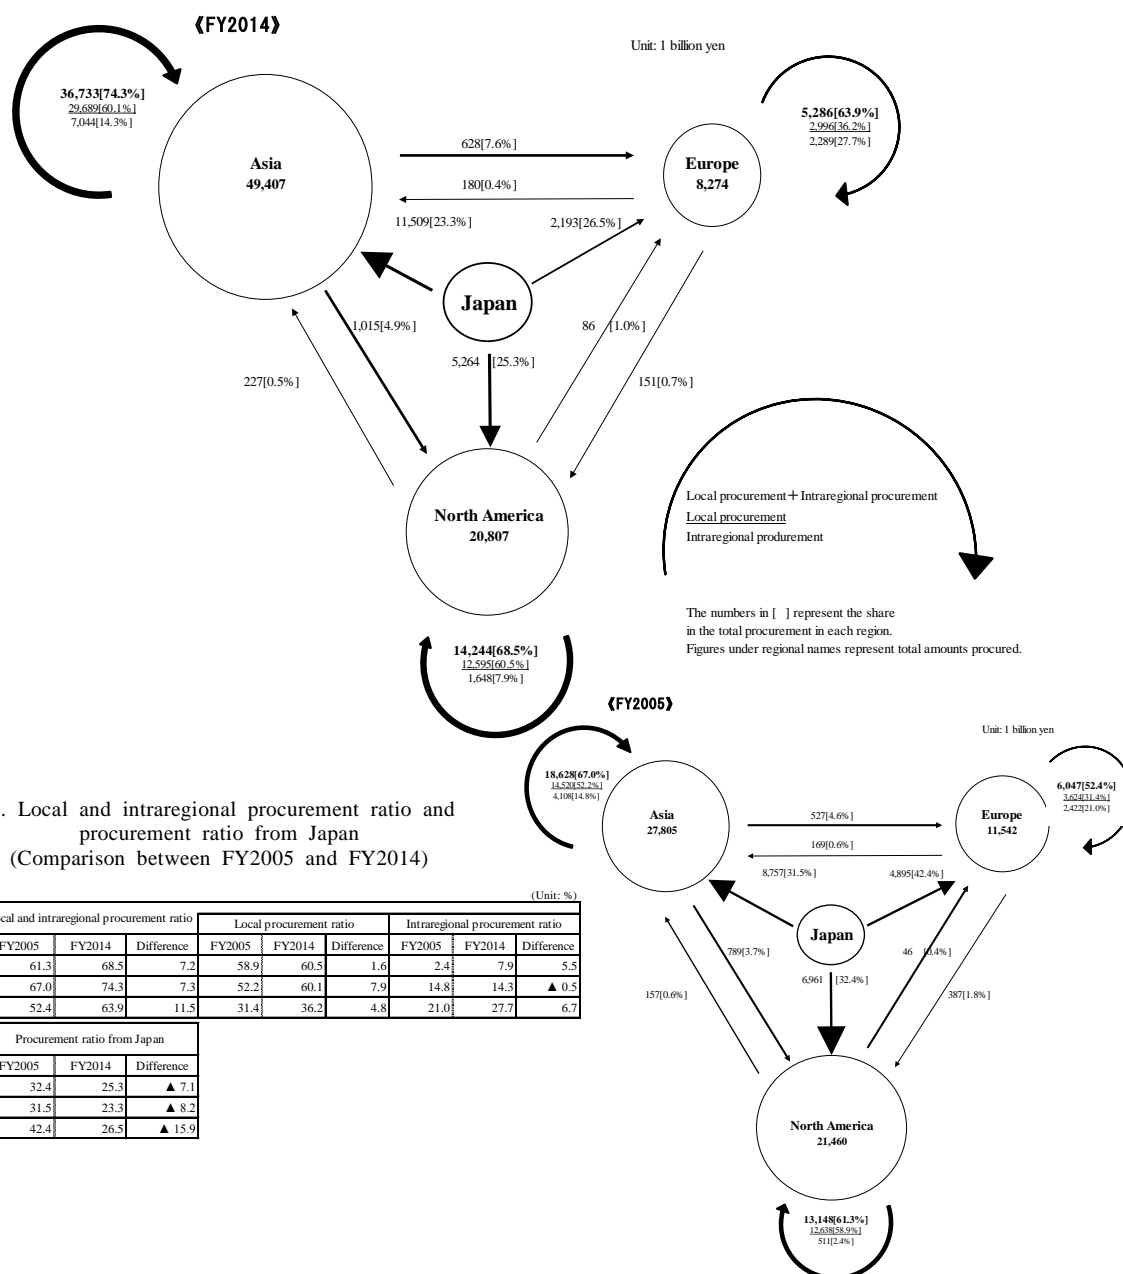 《FY2014》
Unit: 1 billion yen
36,733[74.3%]
29,689[60.1%]
7,044[14.3%]
Asia
49,407
628[7.6%]
180[0.4%]
11,509[23.3%]
2,193[26.5%]
Europe
8,274
5,286[63.9%]
2,996[36.2%]
2,289[27.7%]
Japan
1,015[4.9%]
5,264 [25.3%]
86 [1.0%]
227[0.5%]
151[0.7%]
North America
20,807
14,244[68.5%]
12,595[60.5%]
1,648[7.9%]
Local procurement＋Intraregional procurement
Local procurement
Intraregional produrement
The numbers in [ ] represent the share
in the total procurement in each region.
Figures under regional names represent total amounts procured.
《FY2005》
Unit: 1 billion yen
18,628[67.0%]
14,520[52.2%]
4,108[14.8%]
Asia
27,805
527[4.6%]
169[0.6%]
8,757[31.5%]
4,895[42.4%]
Europe
11,542
6,047[52.4%]
3,624[31.4%]
2,422[21.0%]
Japan
789[3.7%]
6,961 [32.4%]
46 [0.4%]
157[0.6%]
387[1.8%]
North America
21,460
13,148[61.3%]
12,638[58.9%]
511[2.4%]
. Local and intraregional procurement ratio and
procurement ratio from Japan
(Comparison between FY2005 and FY2014)
(Unit: %)
cal and intraregional procurement ratio Local procurement ratio Intraregional procurement ratio
FY2005 FY2014 Difference FY2005 FY2014 Difference FY2005 FY2014 Difference
61.3 68.5 7.2 58.9 60.5 1.6 2.4 7.9 5.5
67.0 74.3 7.3 52.2 60.1 7.9 14.8 14.3 ▲ 0.5
52.4 63.9 11.5 31.4 36.2 4.8 21.0 27.7 6.7
Procurement ratio from Japan
FY2005 FY2014 Difference
32.4 25.3 ▲ 7.1
31.5 23.3 ▲ 8.2
42.4 26.5 ▲ 15.9